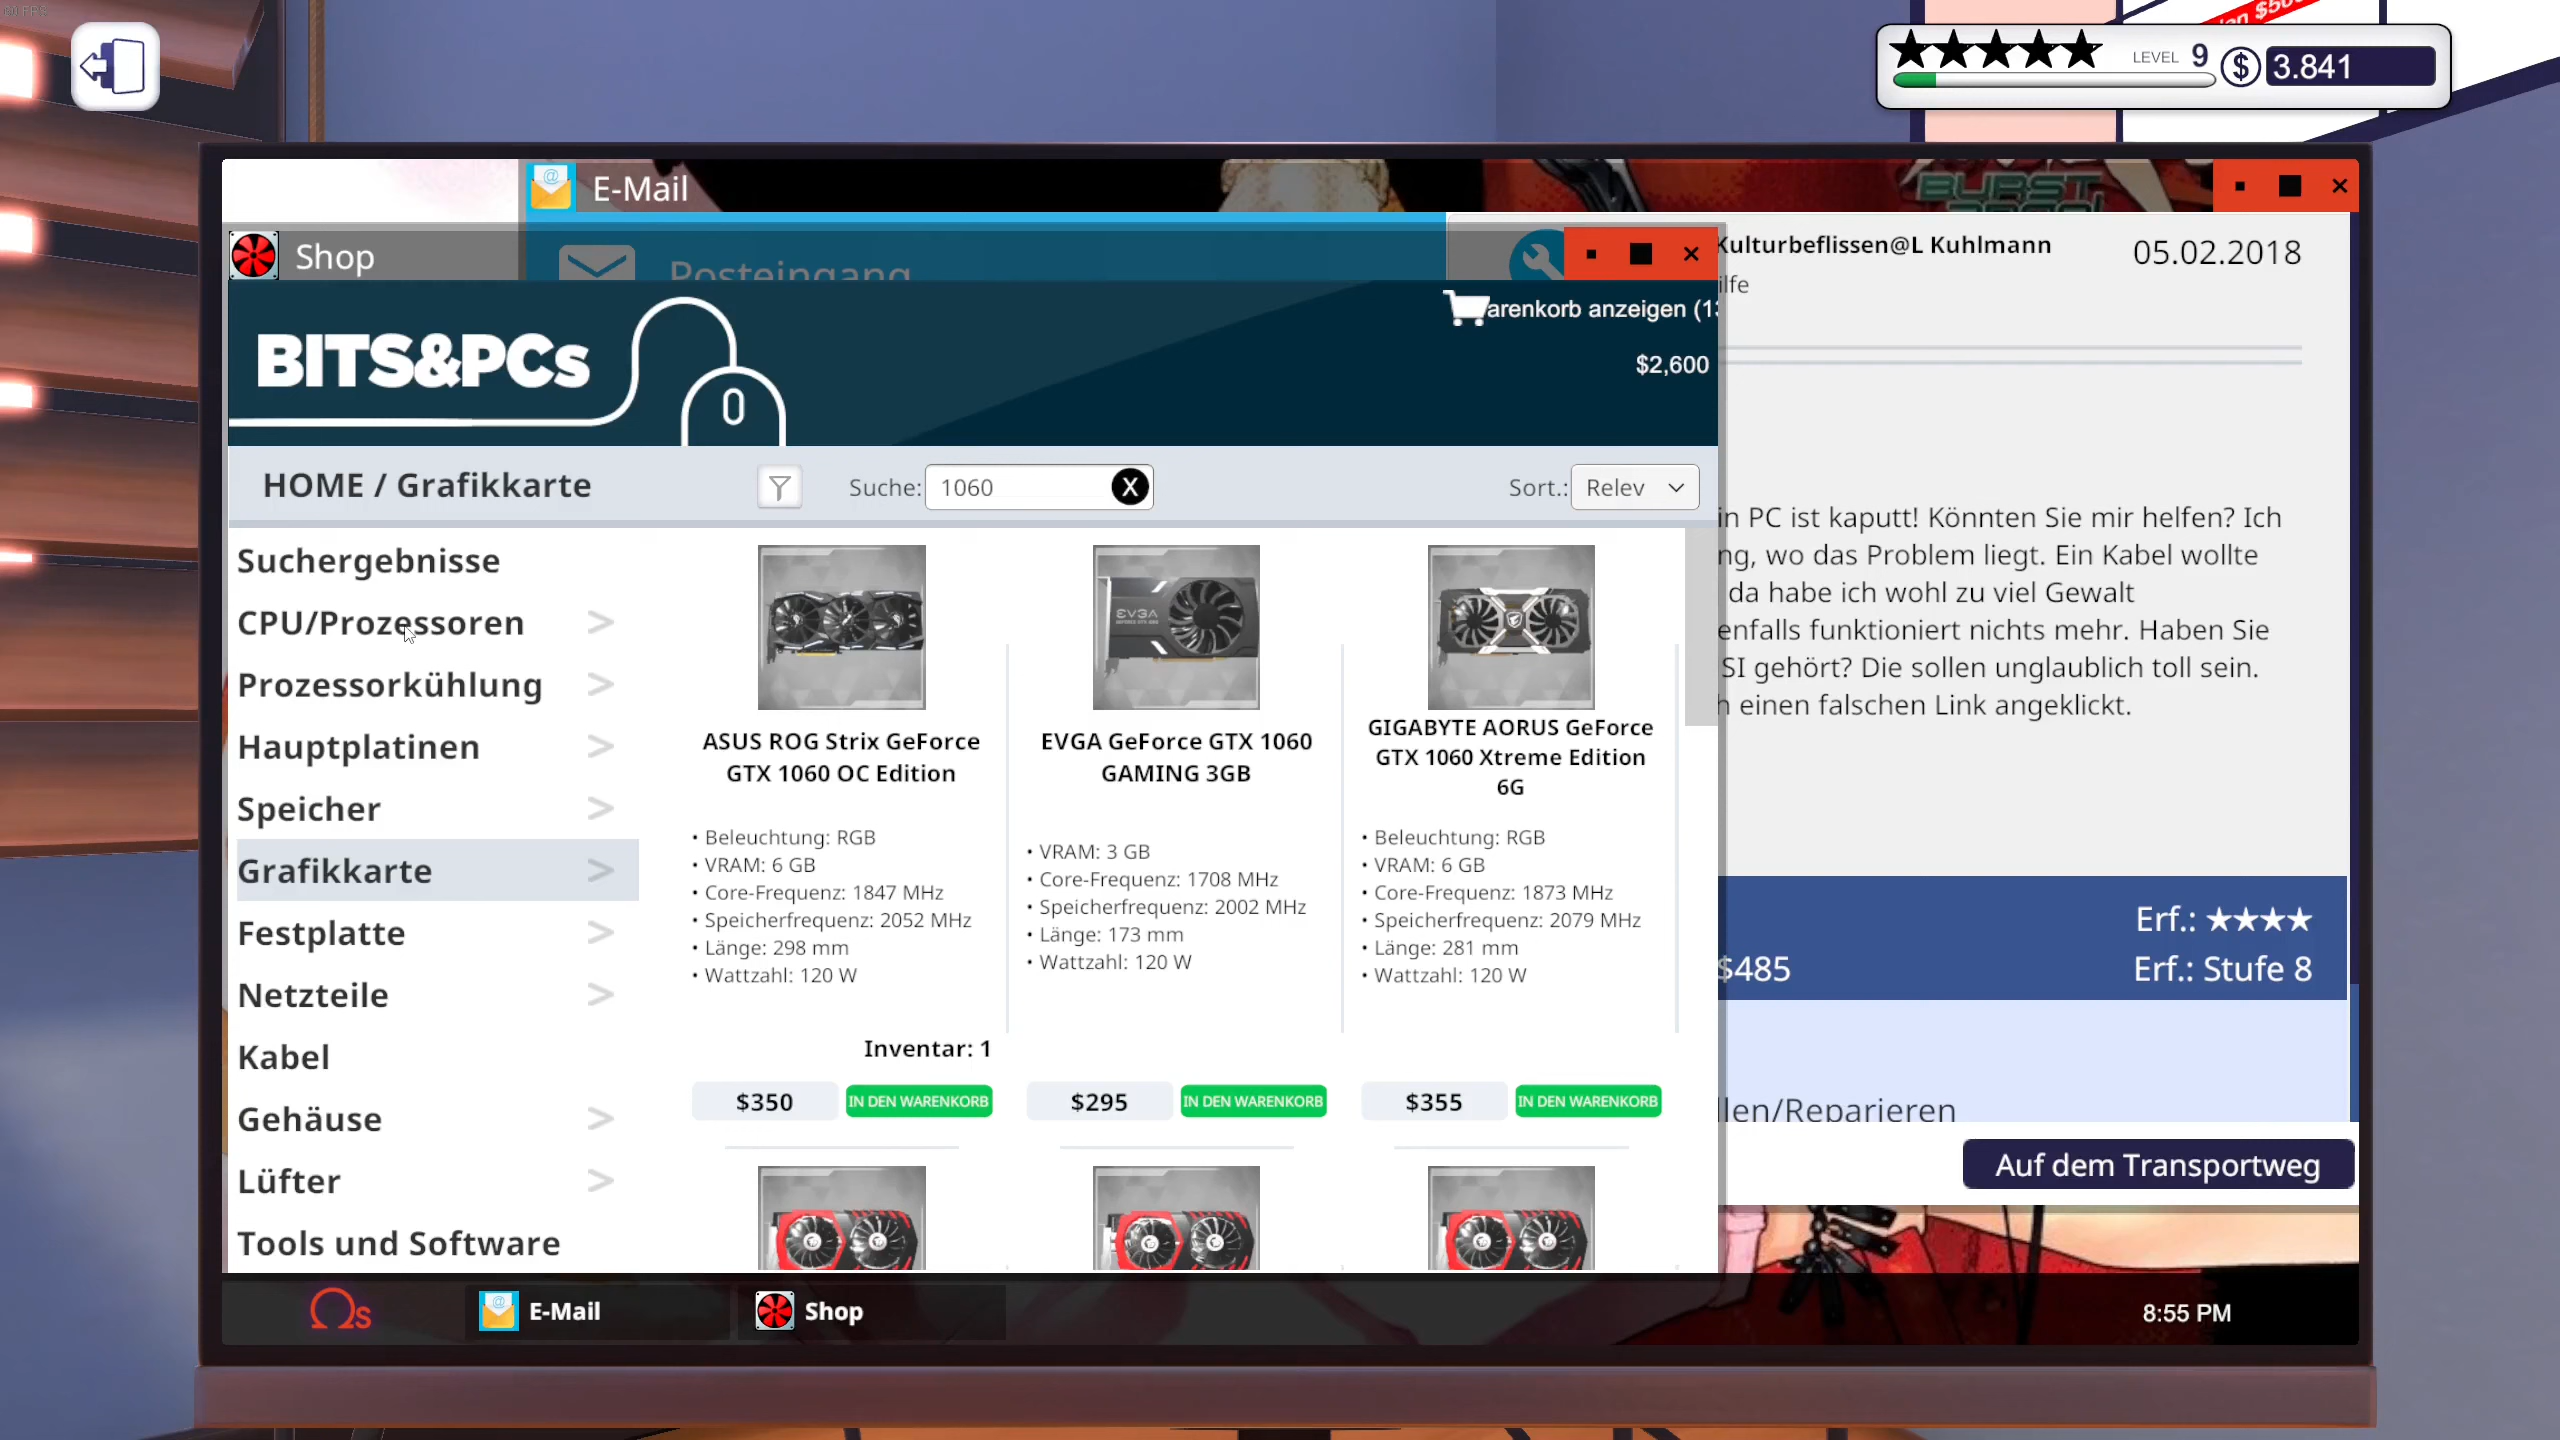 LEVEL 9
$ 3.841
E-Mail
Shop
Posteingang
Kulturbeflissen@L Kuhlmann
05.02.2018
ilfe
BITS&PCs
arenkorb anzeigen (13
$2,600
HOME / Grafikkarte
Suche: 1060 X
Sort.: Relev
Suchergebnisse
CPU/Prozessoren >
Prozessorkühlung >
Hauptplatinen >
Speicher >
Grafikkarte >
Festplatte >
Netzteile >
Kabel
Gehäuse >
Lüfter >
Tools und Software
ASUS ROG Strix GeForce
GTX 1060 OC Edition
• Beleuchtung: RGB
• VRAM: 6 GB
• Core-Frequenz: 1847 MHz
• Speicherfrequenz: 2052 MHz
• Länge: 298 mm
• Wattzahl: 120 W
Inventar: 1
$350 IN DEN WARENKORB
EVGA
EVGA GeForce GTX 1060
GAMING 3GB
• VRAM: 3 GB
• Core-Frequenz: 1708 MHz
• Speicherfrequenz: 2002 MHz
• Länge: 173 mm
• Wattzahl: 120 W
$295 IN DEN WARENKORB
GIGABYTE AORUS GeForce
GTX 1060 Xtreme Edition
6G
• Beleuchtung: RGB
• VRAM: 6 GB
• Core-Frequenz: 1873 MHz
• Speicherfrequenz: 2079 MHz
• Länge: 281 mm
• Wattzahl: 120 W
$355 IN DEN WARENKORB
in PC ist kaputt! Könnten Sie mir helfen? Ich
ng, wo das Problem liegt. Ein Kabel wollte
da habe ich wohl zu viel Gewalt
enfalls funktioniert nichts mehr. Haben Sie
SI gehört? Die sollen unglaublich toll sein.
h einen falschen Link angeklickt.
Erf.: ★★★★
$485
Erf.: Stufe 8
len/Reparieren
Auf dem Transportweg
Ωs
E-Mail
Shop
8:55 PM